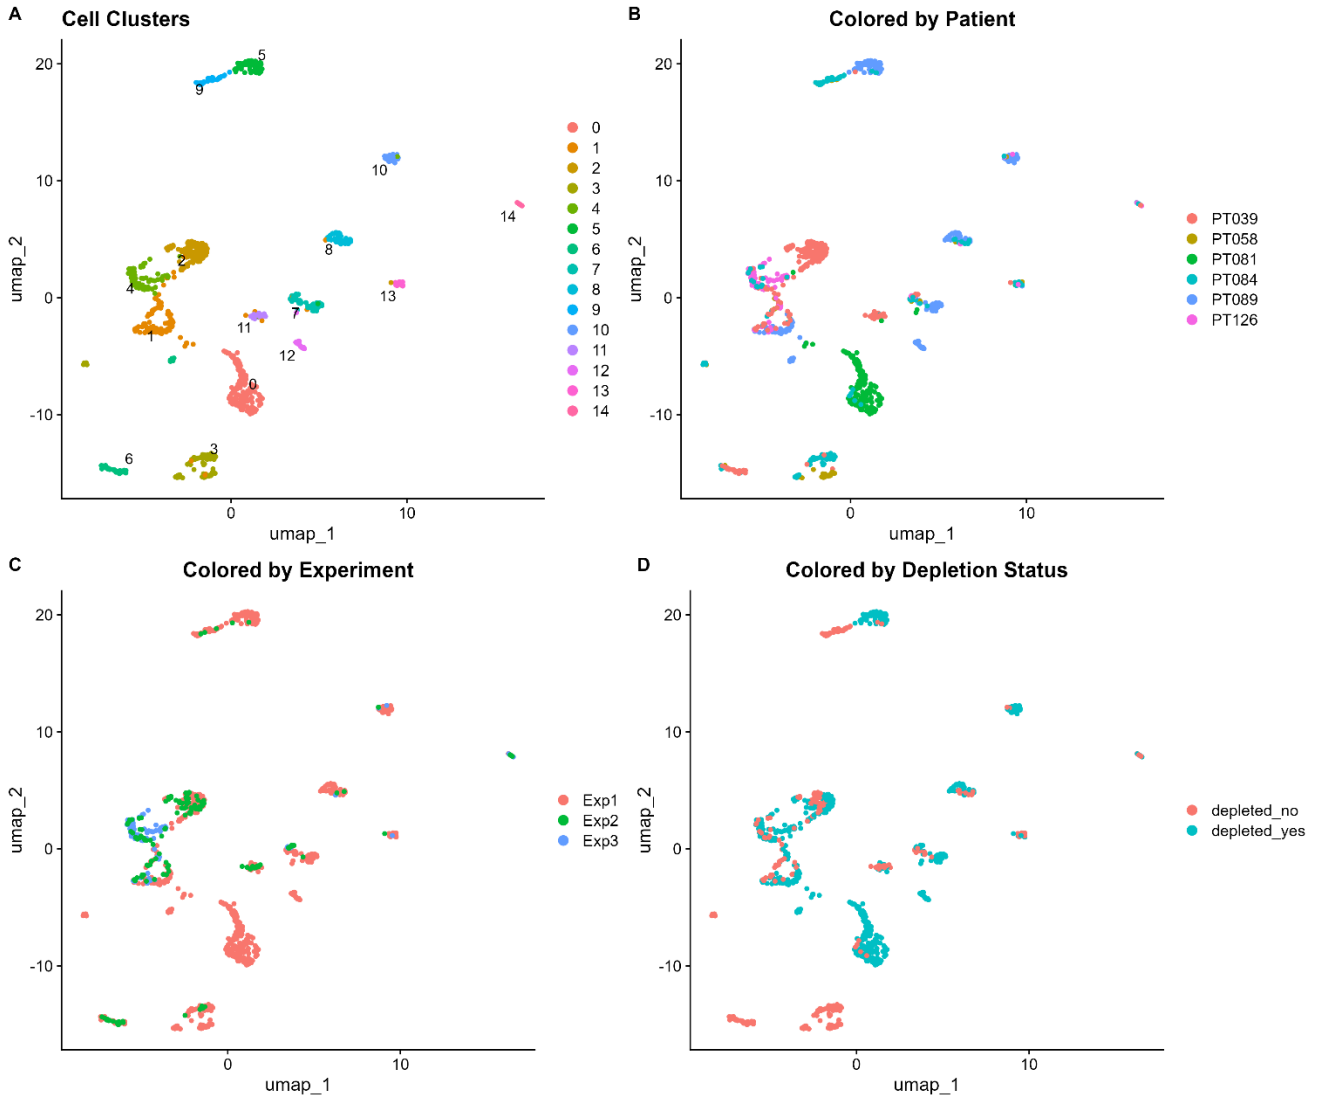 A
Cell Clusters
20
10
0
-10
umap_2
0
10
umap_1
5
9
10
14
2
8
4
13
7
11
1
12
0
3
6
0
1
2
3
4
5
6
7
8
9
10
11
12
13
14
B
Colored by Patient
20
10
0
-10
umap_2
0
10
umap_1
PT039
PT058
PT081
PT084
PT089
PT126
C
Colored by Experiment
20
10
0
-10
umap_2
0
10
umap_1
Exp1
Exp2
Exp3
D
Colored by Depletion Status
20
10
0
-10
umap_2
0
10
umap_1
depleted_no
depleted_yes